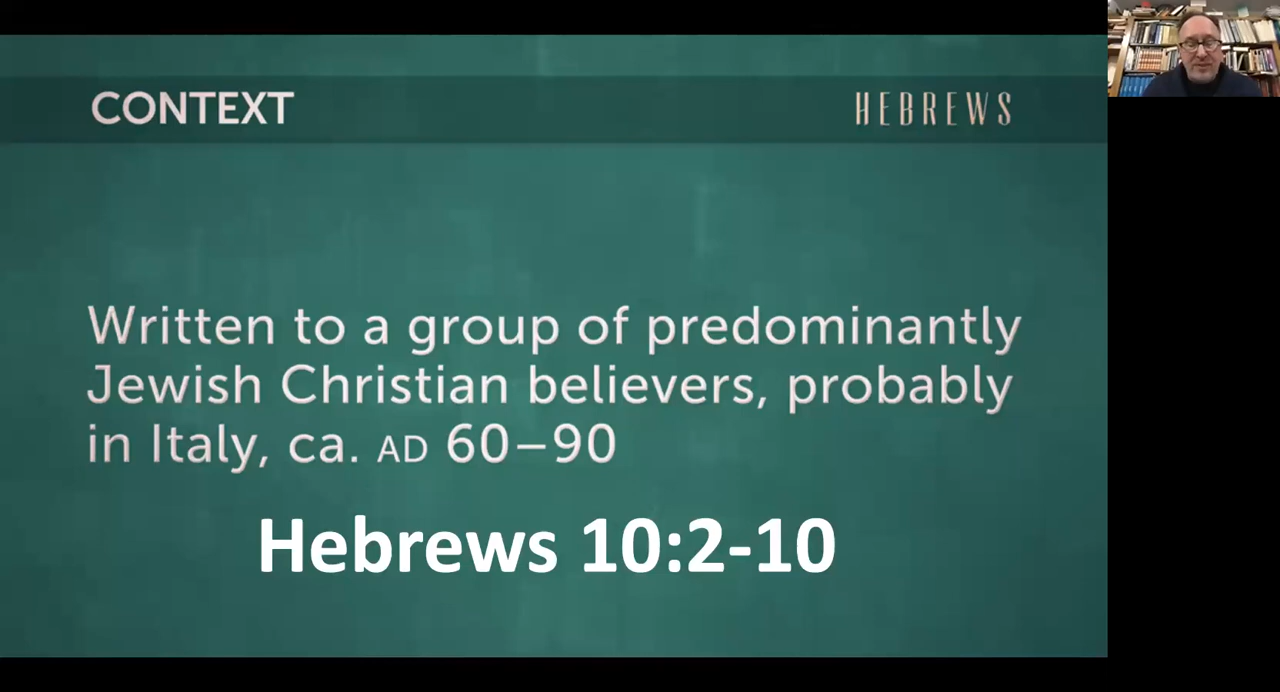 CONTEXT
HEBREWS
Written to a group of predominantly
Jewish Christian believers, probably
in Italy, ca. AD 60–90
Hebrews 10:2-10